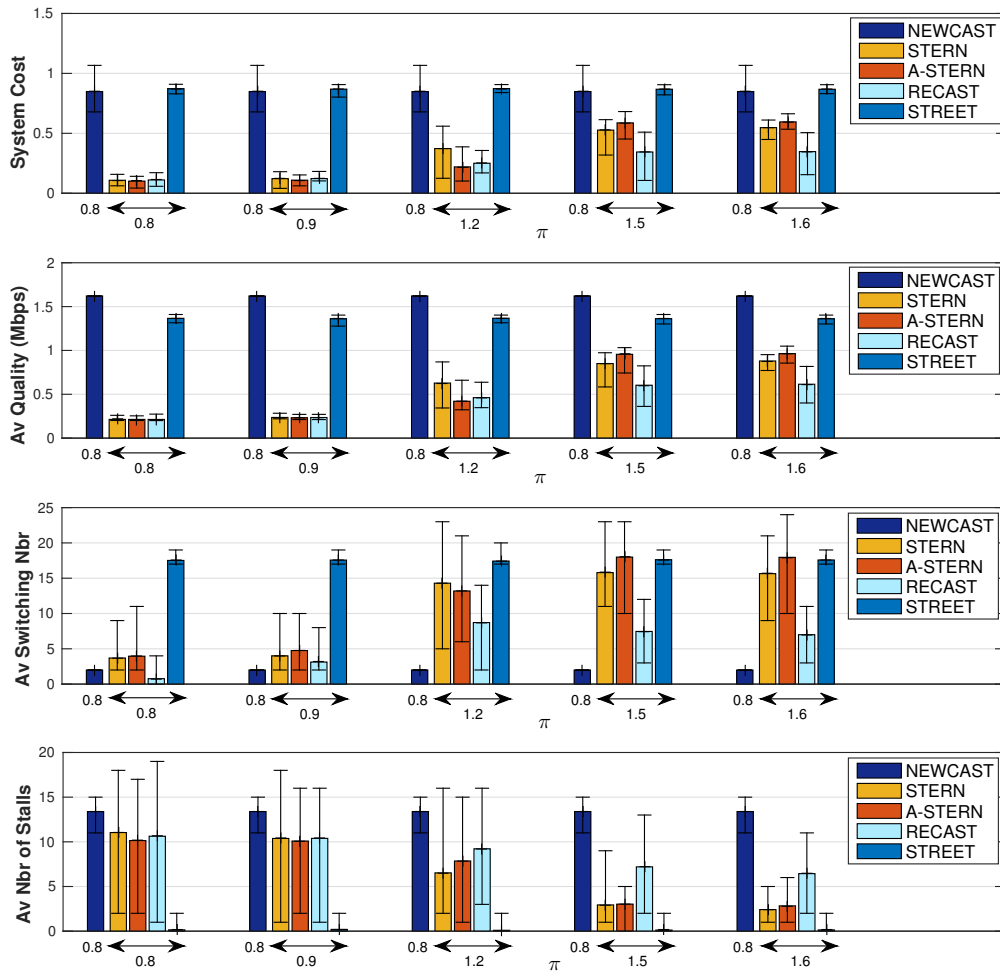 System Cost
1.5
1
0.5
0
NEWCAST
STERN
A-STERN
RECAST
STREET
0.8 0.8 0.8 0.8 0.8
0.8 0.9 1.2 1.5 1.6
π
Av Quality (Mbps)
2
1.5
1
0.5
0
NEWCAST
STERN
A-STERN
RECAST
STREET
0.8 0.8 0.8 0.8 0.8
0.8 0.9 1.2 1.5 1.6
π
Av Switching Nbr
25
20
15
10
5
0
NEWCAST
STERN
A-STERN
RECAST
STREET
0.8 0.8 0.8 0.8 0.8
0.8 0.9 1.2 1.5 1.6
π
Av Nbr of Stalls
20
15
10
5
0
NEWCAST
STERN
A-STERN
RECAST
STREET
0.8 0.8 0.8 0.8 0.8
0.8 0.9 1.2 1.5 1.6
π